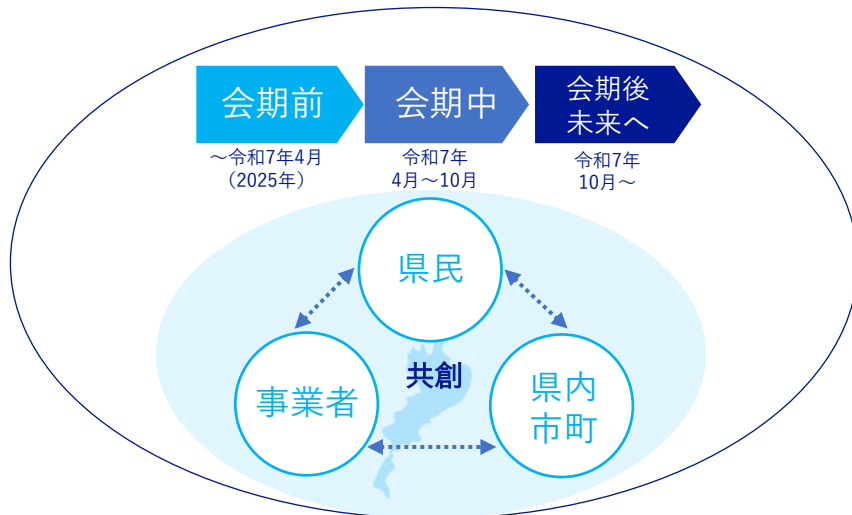 会期前
会期中
会期後
未来へ
～令和7年4月
（2025年）
令和7年
4月～10月
令和7年
10月～
県民
共創
事業者
県内
市町